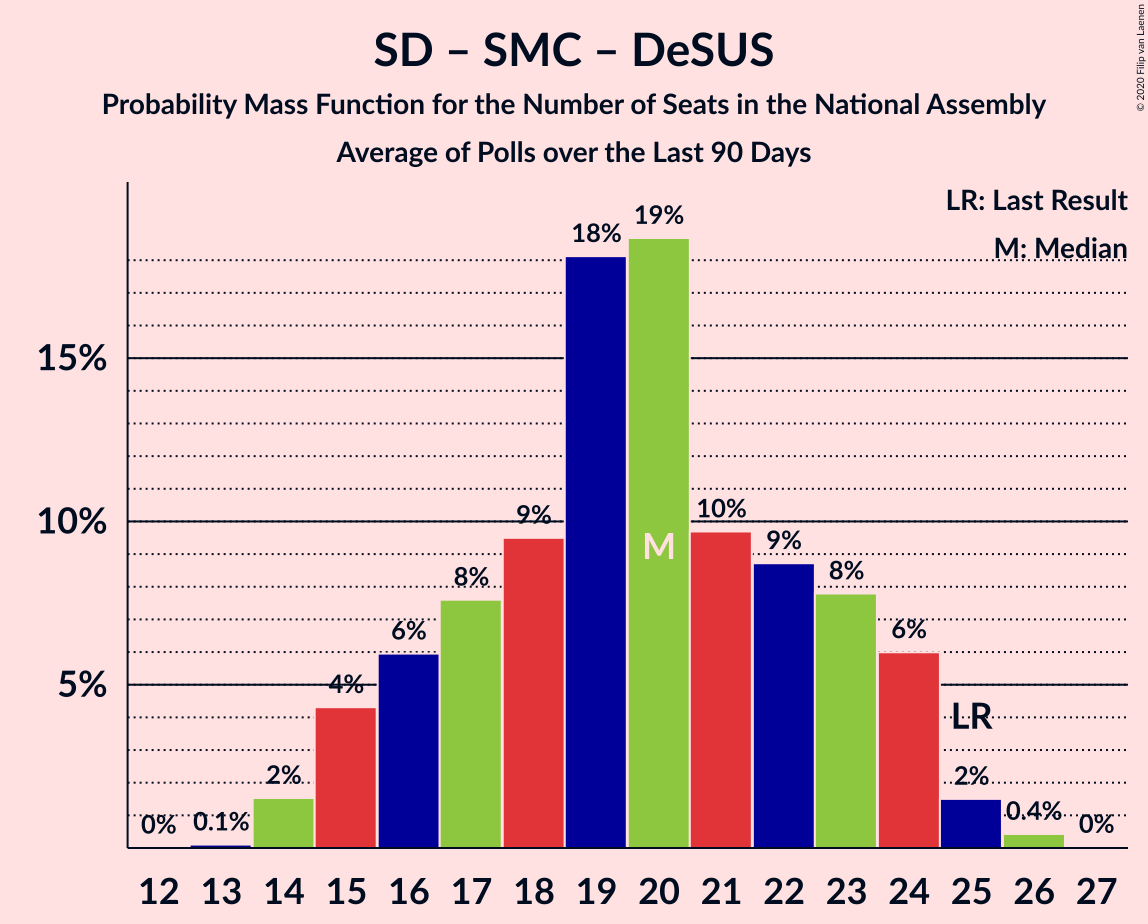 SD – SMC – DeSUS
Probability Mass Function for the Number of Seats in the National Assembly
Average of Polls over the Last 90 Days
© 2020 Filip van Laenen
LR: Last Result
M: Median
15%
10%
5%
0%
0.1%
2%
4%
6%
8%
9%
18%
19%
10%
9%
8%
6%
2%
0.4%
0%
M
LR
12 13 14 15 16 17 18 19 20 21 22 23 24 25 26 27